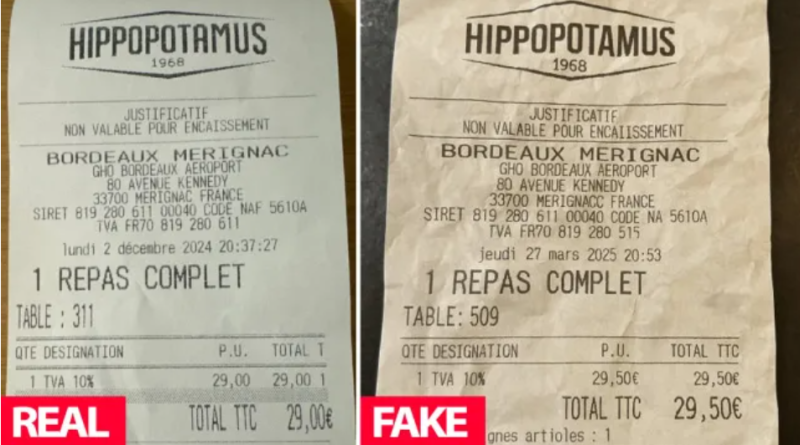 HIPPOPOTAMUS
1968
JUSTIFICATIF
NON VALABLE POUR ENCAISSEMENT
BORDEAUX MERIGNAC
GHO BORDEAUX AEROPORT
80 AVENUE KENNEDY
33700 MERIGNAC FRANCE
SIRET 819 280 611 00040 CODE NAF 5610A
TVA FR70 819 280 611
lundi 2 décembre 2024 20:37:27
1 REPAS COMPLET
TABLE : 311
QTE DESIGNATION P.U. TOTAL T
1 TVA 10% 29,00 29,00 1
TOTAL TTC 29,00€
REAL
HIPPOPOTAMUS
1968
JUSTIFICATIF
NON VALABLE POUR ENCAIISSEMENT
BORDEAUX MERIGNAC
GHO BORDEAUX AEROPORT
80 AVENUE KENNEDY
33700 MERIGNACC FRANCE
SIRET 819 280 611 00040 CODE NA 5610A
TVA FR70 819 280 515
jeudi 27 mars 2025 20:53
1 REPAS COMPLET
TABLE: 509
QTE DESIGNATION P.U. TOTAL TTC
1 TVA 10% 29,50€ 29,50€
TOTAL TTC 29,50€
gnes artioles : 1
FAKE